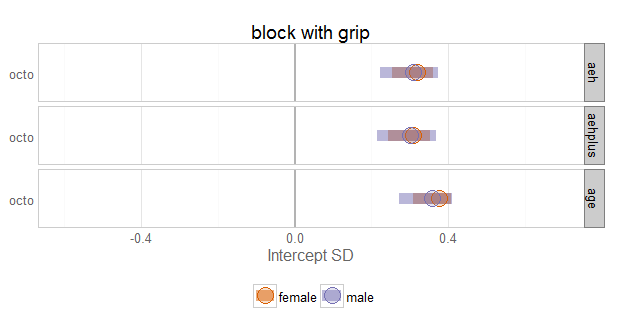 block with grip
octo
aeh
octo
aehplus
octo
age
-0.4
0.0
0.4
Intercept SD
female
male